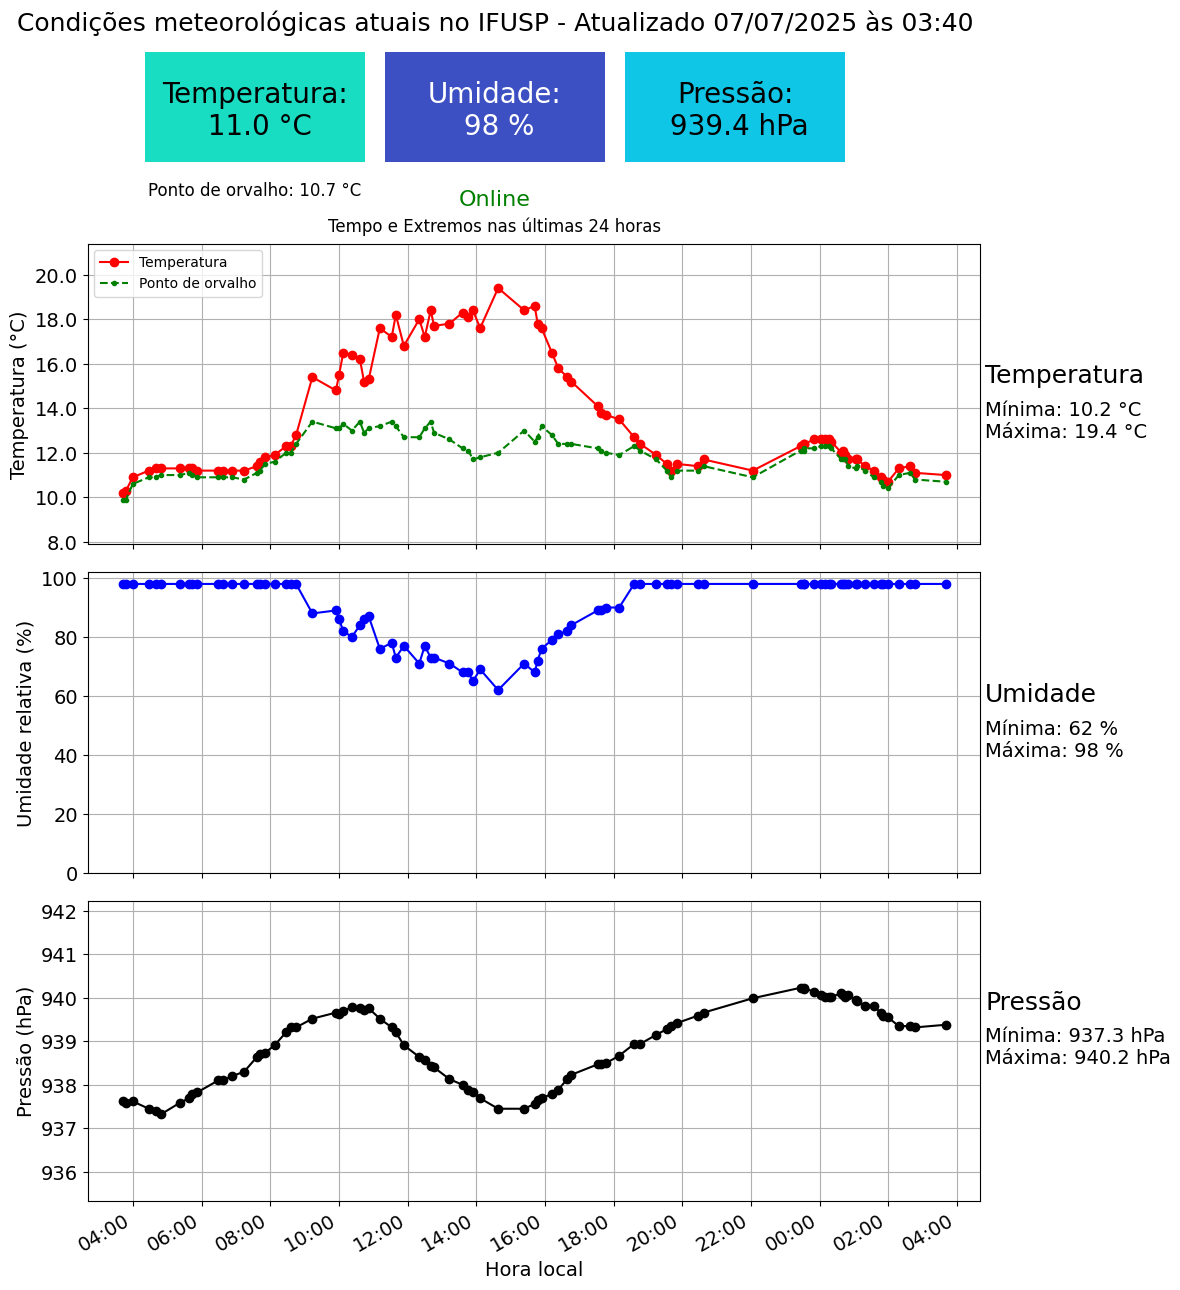 Condições meteorológicas atuais no IFUSP - Atualizado 07/07/2025 às 03:40
Temperatura:
11.0 °C
Umidade:
98 %
Pressão:
939.4 hPa
Ponto de orvalho: 10.7 °C
Online
Tempo e Extremos nas últimas 24 horas
Temperatura
Ponto de orvalho
Temperatura (°C)
20.0
18.0
16.0
14.0
12.0
10.0
8.0
Temperatura
Mínima: 10.2 °C
Máxima: 19.4 °C
Umidade relativa (%)
100
80
60
40
20
0
Umidade
Mínima: 62 %
Máxima: 98 %
Pressão (hPa)
942
941
940
939
938
937
936
Pressão
Mínima: 937.3 hPa
Máxima: 940.2 hPa
04:00
06:00
08:00
10:00
12:00
14:00
16:00
18:00
20:00
22:00
00:00
02:00
04:00
Hora local